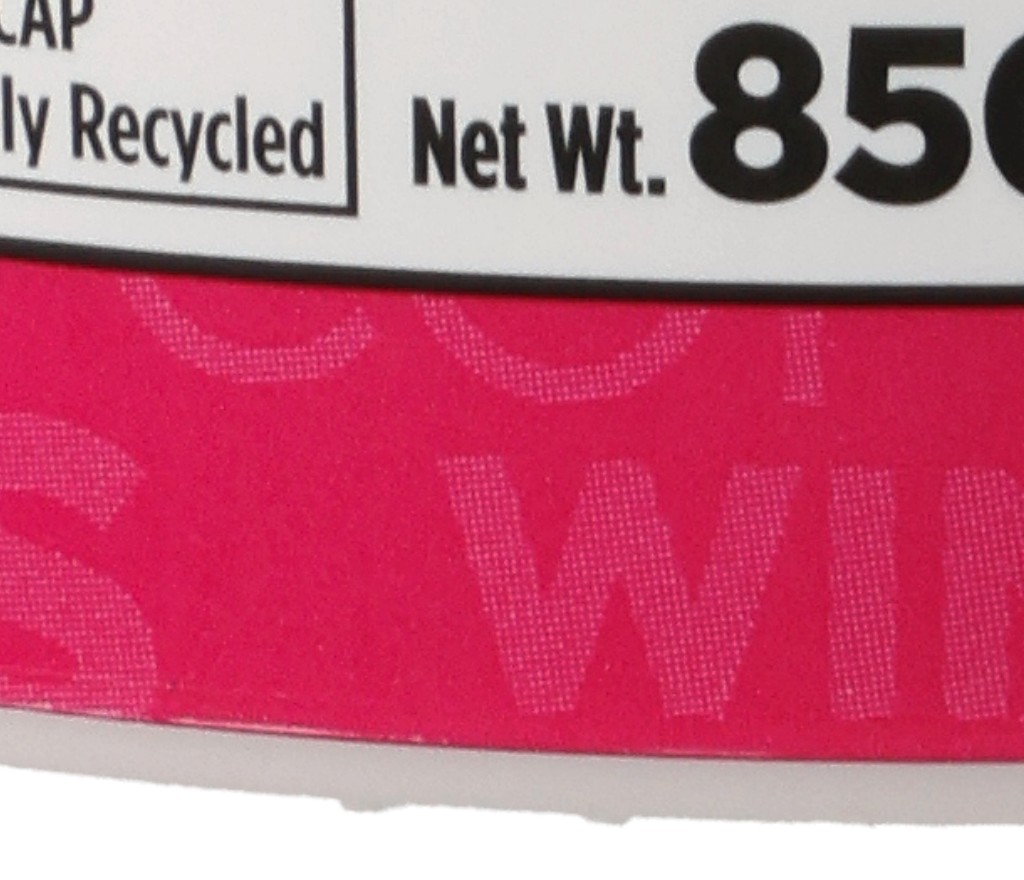 CAP
ly Recycled
Net Wt. 85
S WI